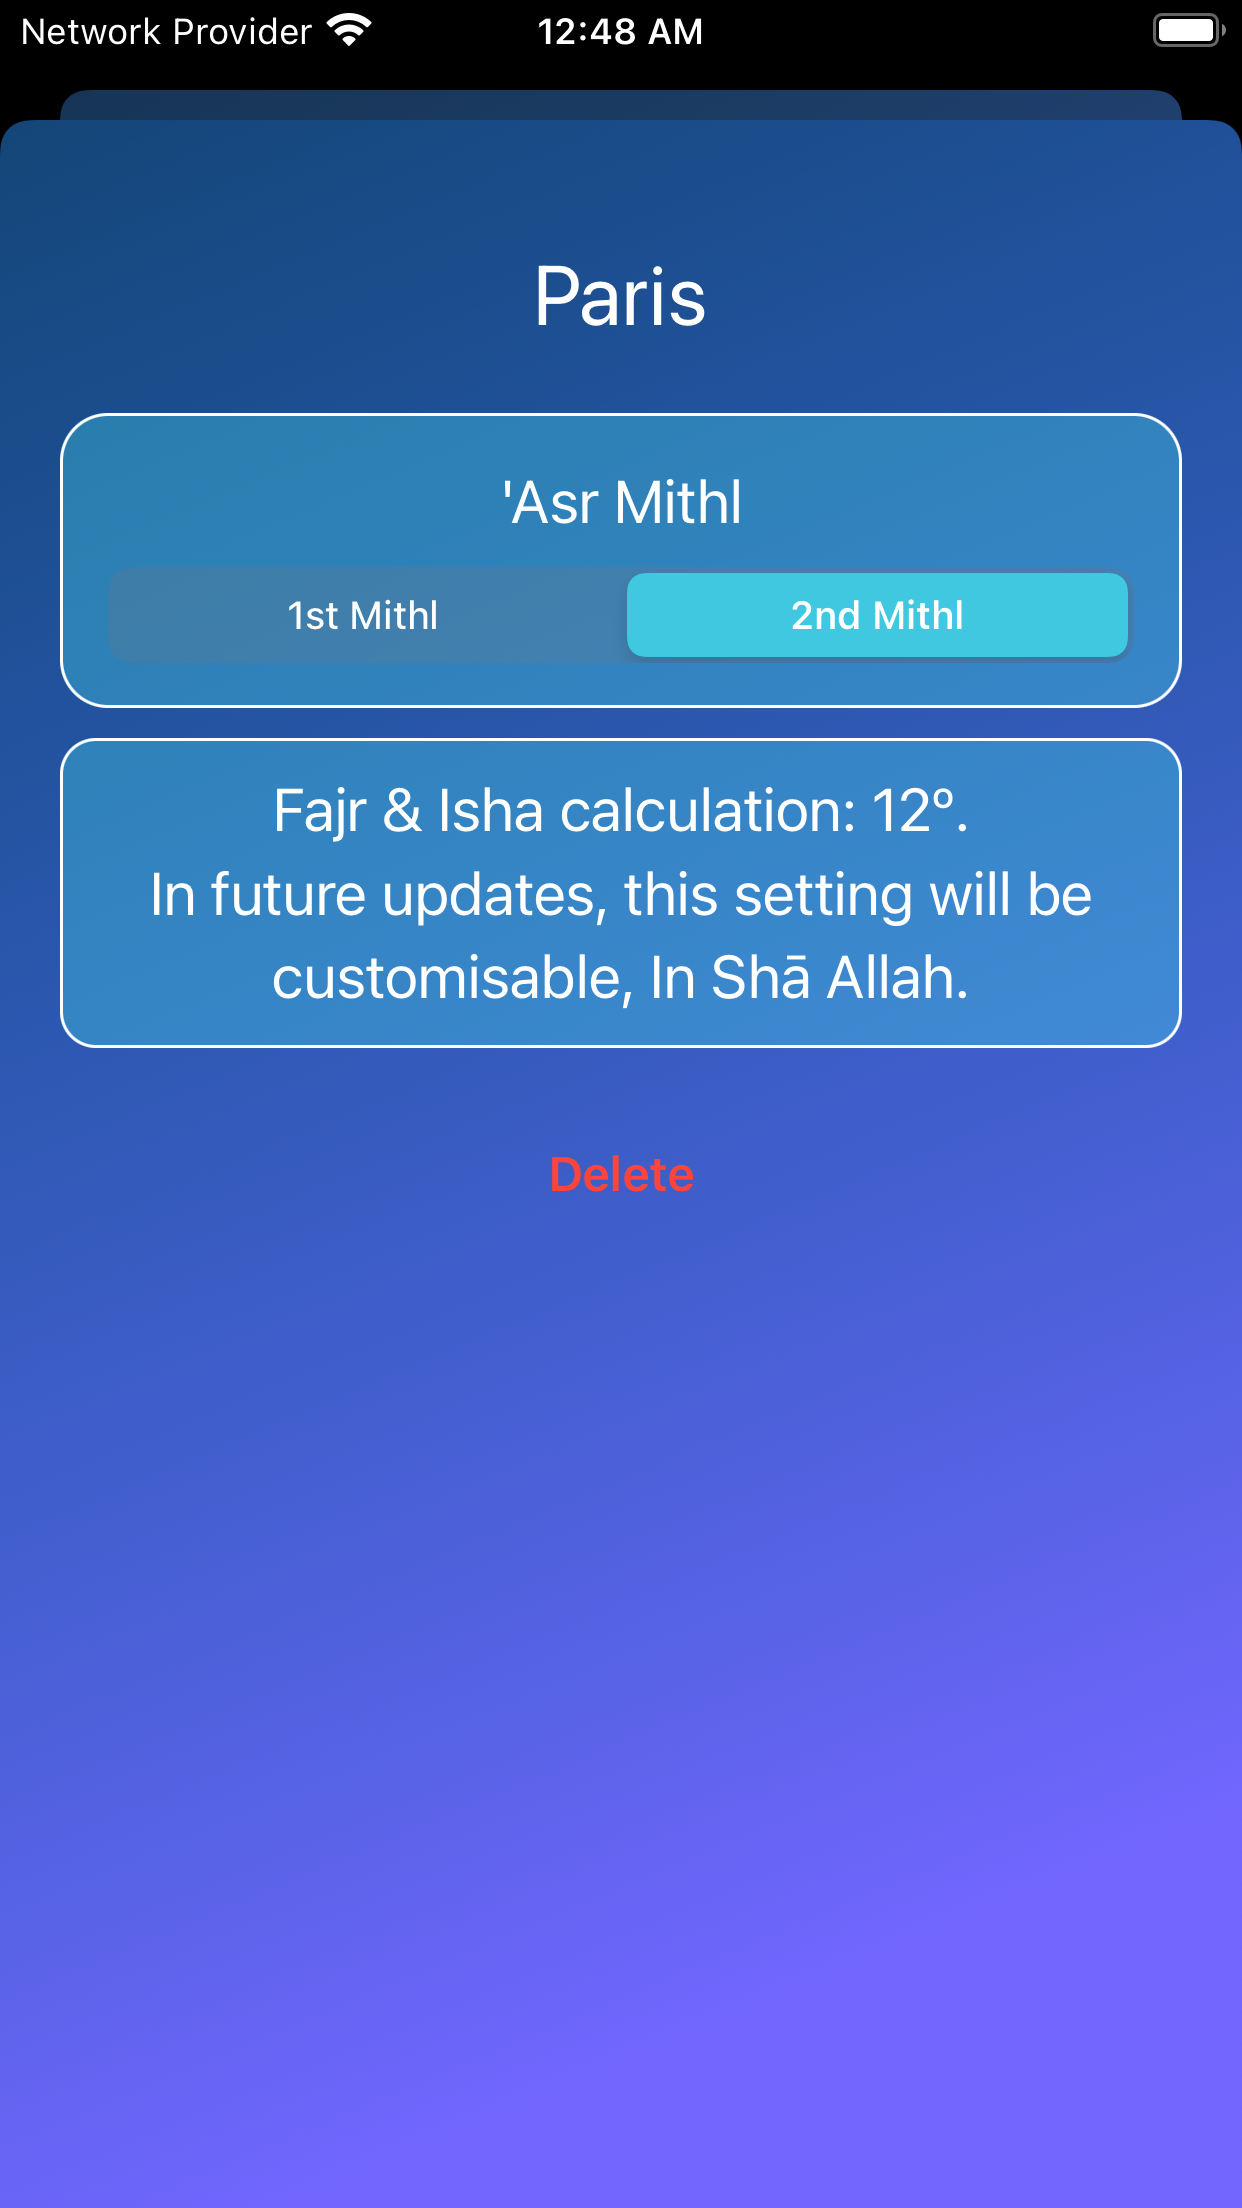 Network Provider 12:48 AM
Paris
'Asr Mithl
1st Mithl 2nd Mithl
Fajr & Isha calculation: 12º.
In future updates, this setting will be
customisable, In Shā Allah.
Delete